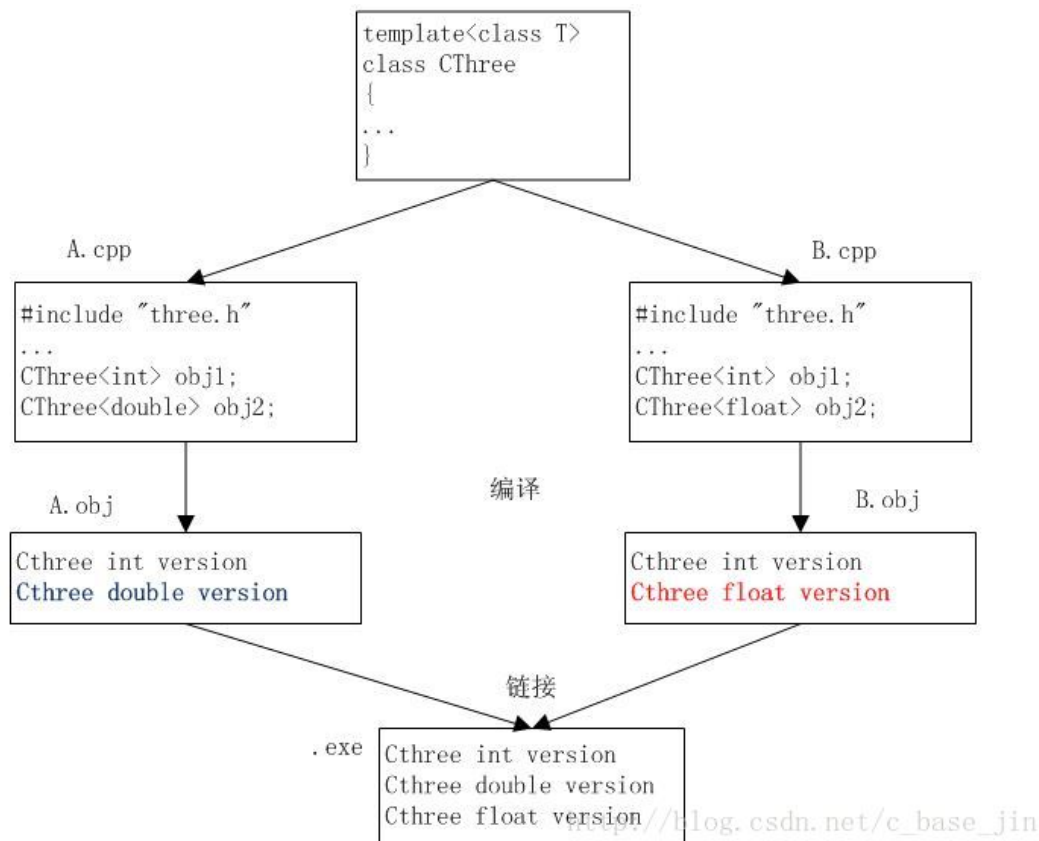 template<class T>
class CThree
{
...
}
A.cpp
B.cpp
#include "three.h"
...
CThree<int> obj1;
CThree<double> obj2;
#include "three.h"
...
CThree<int> obj1;
CThree<float> obj2;
编译
A.obj
B.obj
Cthree int version
Cthree double version
Cthree int version
Cthree float version
链接
.exe
Cthree int version
Cthree double version
Cthree float version
http://blog.csdn.net/c_base_jin